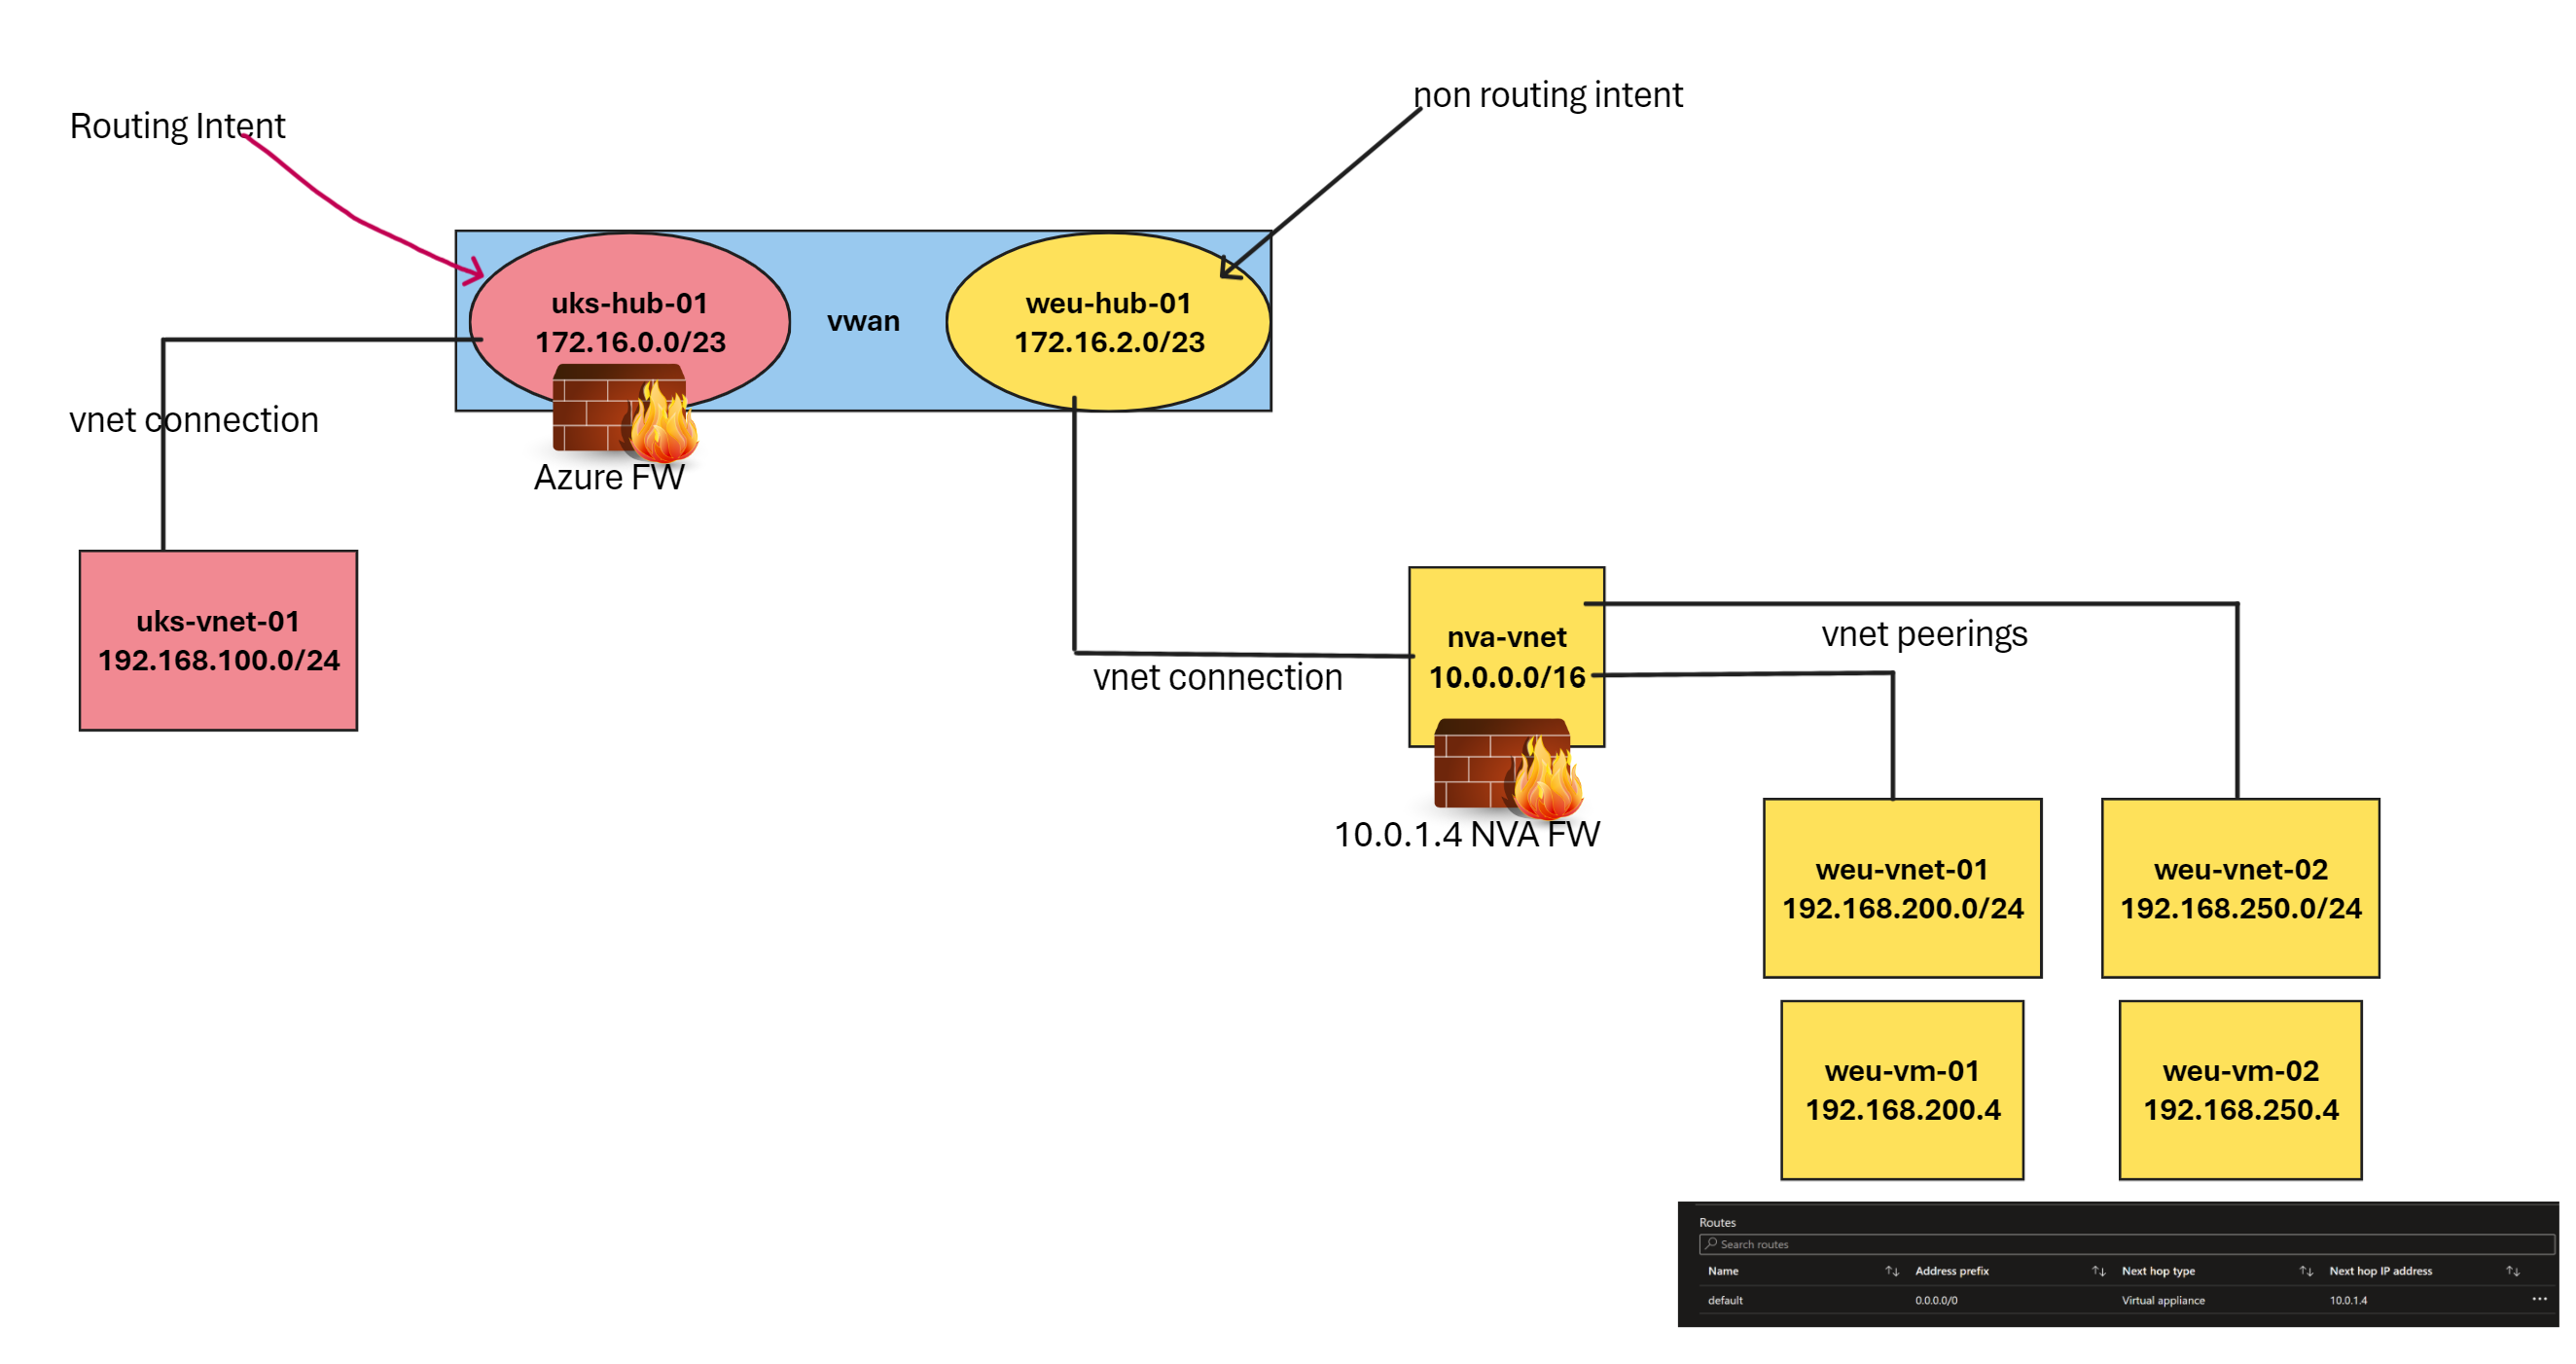 Routing Intent
non routing intent
uks-hub-01
172.16.0.0/23
vwan
weu-hub-01
172.16.2.0/23
Azure FW
vnet connection
uks-vnet-01
192.168.100.0/24
vnet connection
nva-vnet
10.0.0.0/16
10.0.1.4 NVA FW
vnet peerings
weu-vnet-01
192.168.200.0/24
weu-vnet-02
192.168.250.0/24
weu-vm-01
192.168.200.4
weu-vm-02
192.168.250.4
Routes
Search routes
Name Address prefix Next hop type Next hop IP address
default 0.0.0.0/0 Virtual appliance 10.0.1.4